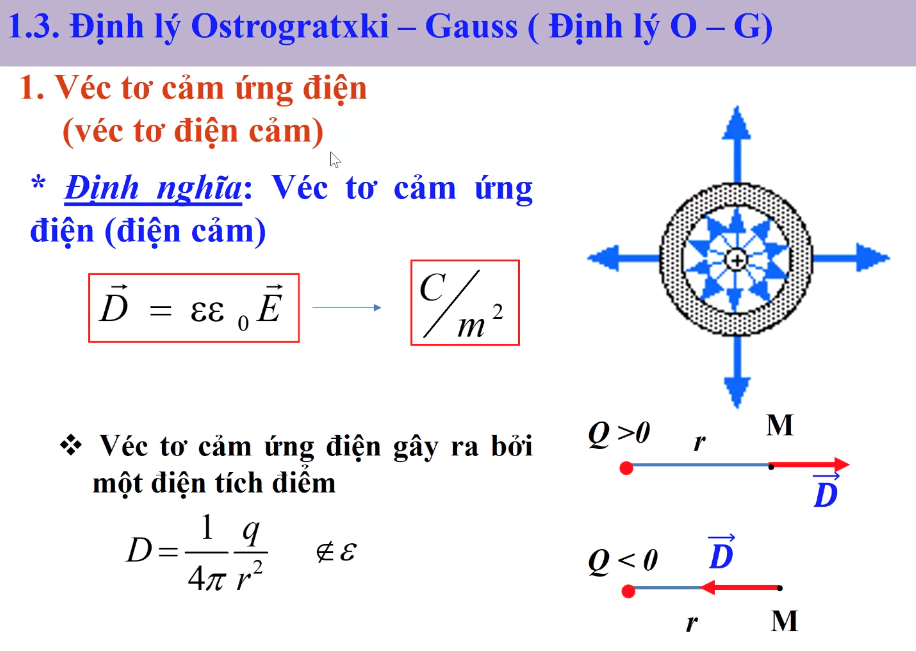 1.3. Định lý Ostrogratxki – Gauss ( Định lý O – G)
1. Véc tơ cảm ứng điện
(véc tơ điện cảm)
* Định nghĩa: Véc tơ cảm ứng
điện (điện cảm)
D⃗ = εε₀E⃗
C/m²
+
❖ Véc tơ cảm ứng điện gây ra bởi
một điện tích điểm
D = 1/4π q/r² ∉ ε
Q >0 r M
D⃗
Q < 0 D⃗
r M